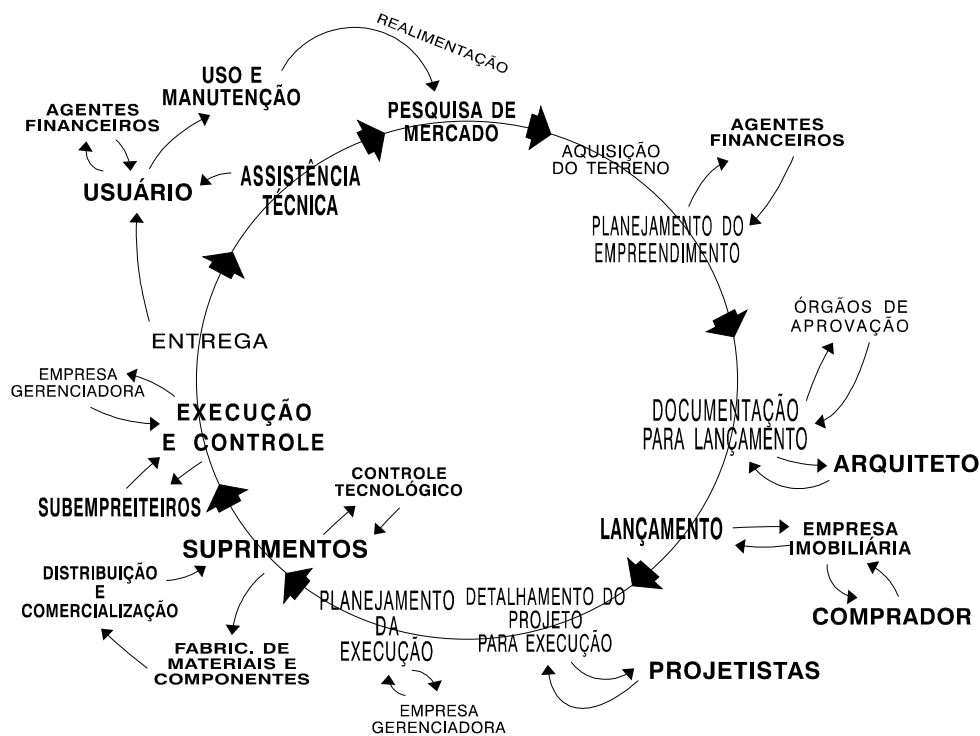 REALIMENTAÇÃO
USO E
MANUTENÇÃO
PESQUISA DE
MERCADO
AGENTES
FINANCEIROS
USUÁRIO
ASSISTÊNCIA
TÉCNICA
AQUISIÇÃO
DO TERRENO
AGENTES
FINANCEIROS
PLANEJAMENTO DO
EMPREENDIMENTO
ÓRGÃOS DE
APROVAÇÃO
ENTREGA
EMPRESA
GERENCIADORA
EXECUÇÃO
E CONTROLE
DOCUMENTAÇÃO
PARA LANÇAMENTO
ARQUITETO
SUBEMPREITEIROS
CONTROLE
TECNOLÓGICO
LANÇAMENTO
EMPRESA
IMOBILIÁRIA
SUPRIMENTOS
DISTRIBUIÇÃO
E
COMERCIALIZAÇÃO
PLANEJAMENTO
DA
EXECUÇÃO
DETALHAMENTO DO
PROJETO
PARA EXECUÇÃO
COMPRADOR
FABRIC. DE
MATERIAIS E
COMPONENTES
PROJETISTAS
EMPRESA
GERENCIADORA